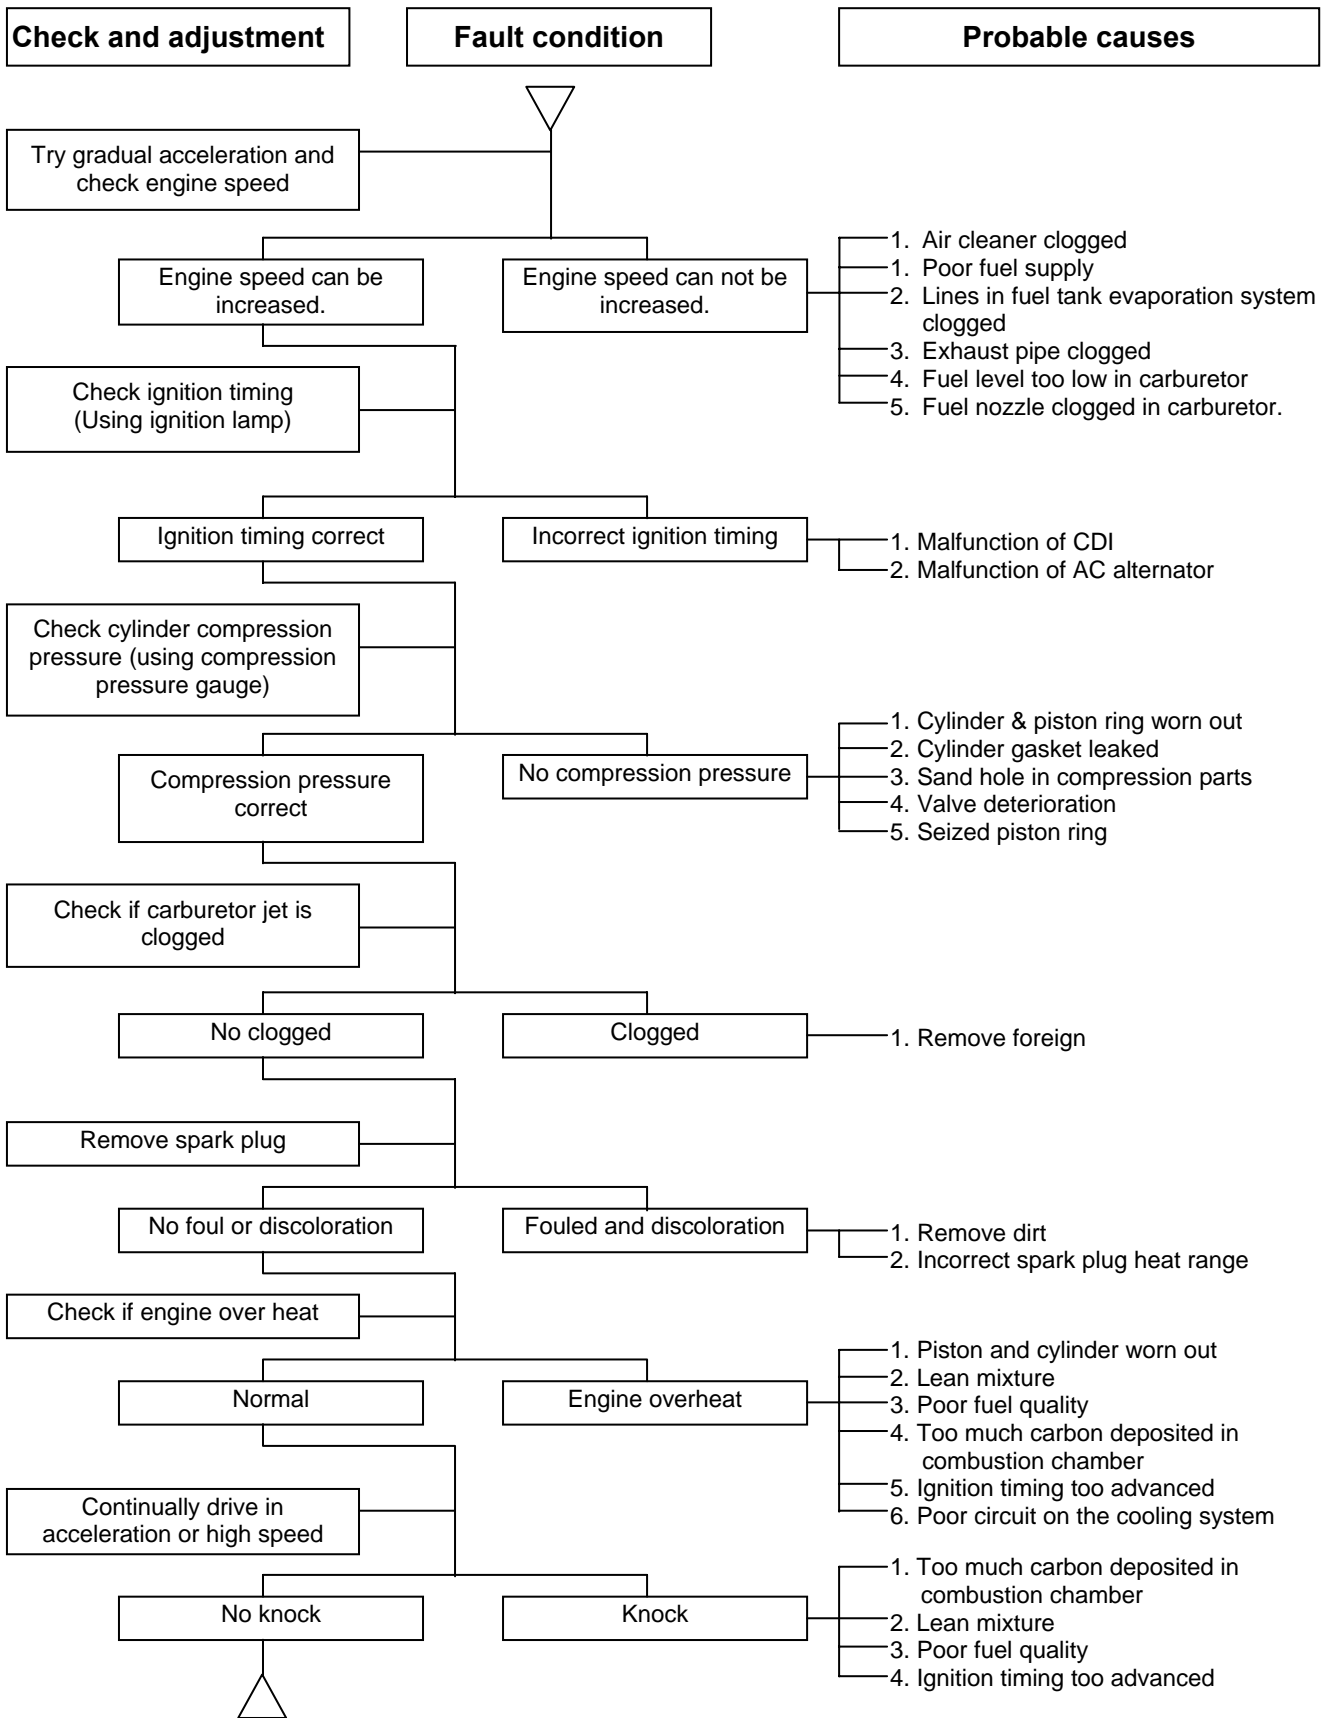 Check and adjustment
Fault condition
Probable causes
Try gradual acceleration and
check engine speed
Engine speed can be
increased.
Engine speed can not be
increased.
1. Air cleaner clogged
1. Poor fuel supply
2. Lines in fuel tank evaporation system
clogged
3. Exhaust pipe clogged
4. Fuel level too low in carburetor
5. Fuel nozzle clogged in carburetor.
Check ignition timing
(Using ignition lamp)
Ignition timing correct
Incorrect ignition timing
1. Malfunction of CDI
2. Malfunction of AC alternator
Check cylinder compression
pressure (using compression
pressure gauge)
Compression pressure
correct
No compression pressure
1. Cylinder & piston ring worn out
2. Cylinder gasket leaked
3. Sand hole in compression parts
4. Valve deterioration
5. Seized piston ring
Check if carburetor jet is
clogged
No clogged
Clogged
1. Remove foreign
Remove spark plug
No foul or discoloration
Fouled and discoloration
1. Remove dirt
2. Incorrect spark plug heat range
Check if engine over heat
Normal
Engine overheat
1. Piston and cylinder worn out
2. Lean mixture
3. Poor fuel quality
4. Too much carbon deposited in
combustion chamber
5. Ignition timing too advanced
6. Poor circuit on the cooling system
Continually drive in
acceleration or high speed
No knock
Knock
1. Too much carbon deposited in
combustion chamber
2. Lean mixture
3. Poor fuel quality
4. Ignition timing too advanced